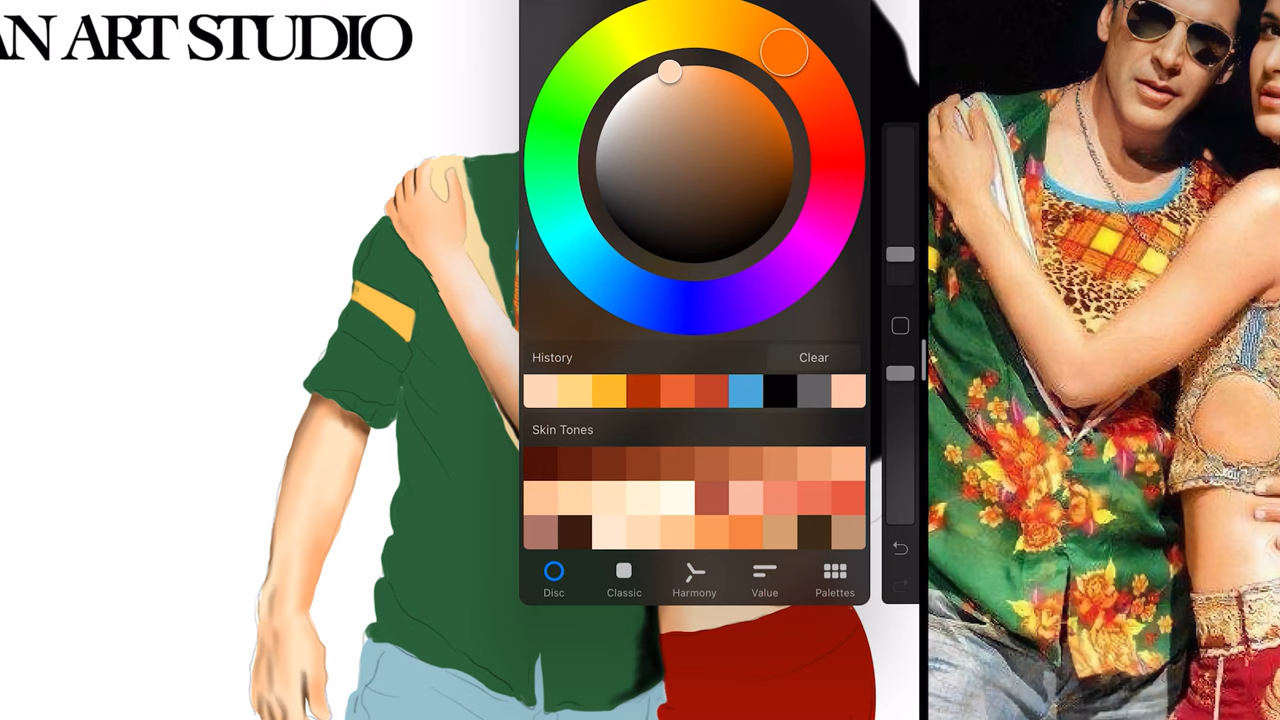 AN ART STUDIO
History
Clear
Skin Tones
Disc
Classic
Harmony
Value
Palettes